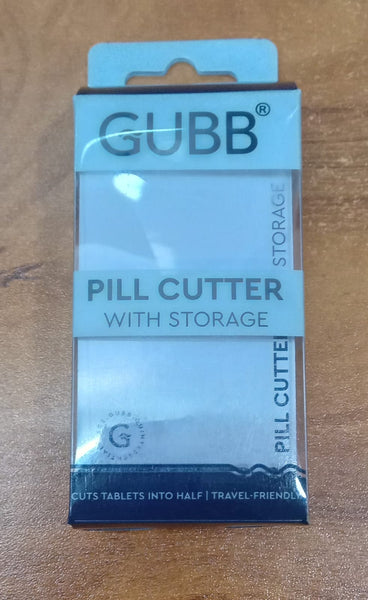 GUBB®
PILL CUTTER
WITH STORAGE
PILL CUTTER
STORAGE
G
CUTS TABLETS INTO HALF | TRAVEL-FRIENDLY